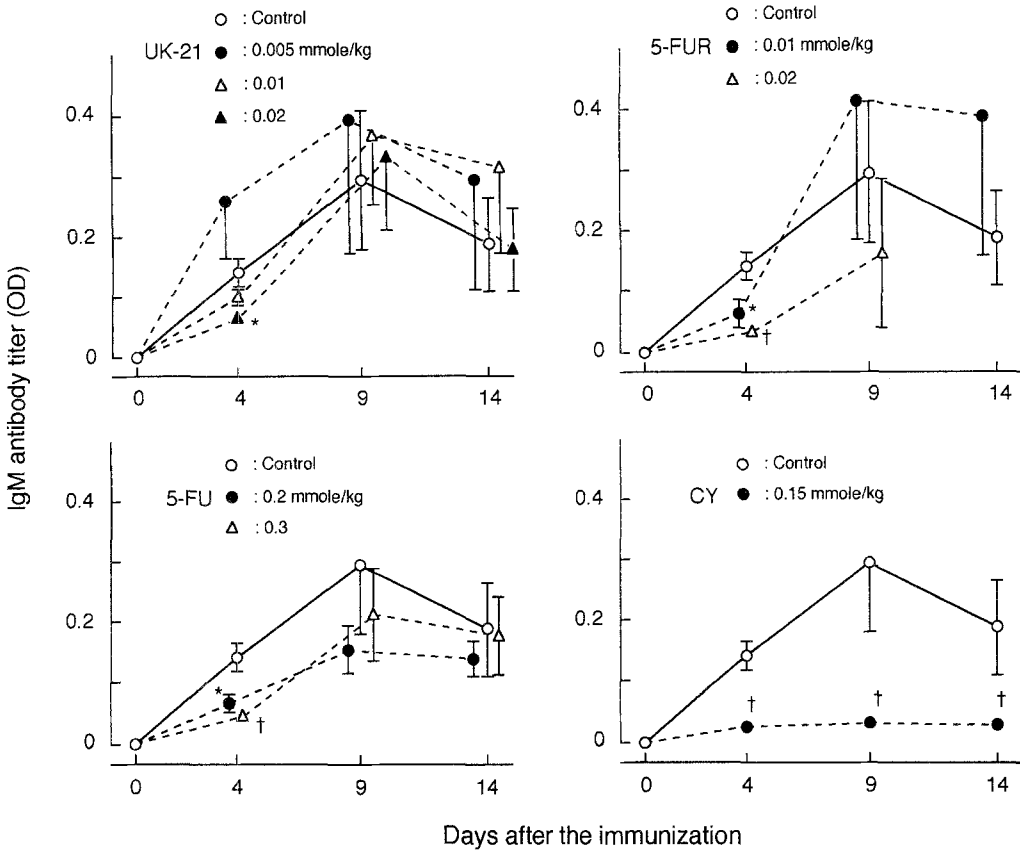 : Control
UK-21 : 0.005 mmole/kg
: 0.01
: 0.02
0.4
0.2
0
*
0 4 9 14
: Control
5-FUR : 0.01 mmole/kg
: 0.02
0.4
0.2
0
*
†
0 4 9 14
IgM antibody titer (OD)
: Control
5-FU : 0.2 mmole/kg
: 0.3
0.4
0.2
0
*
†
0 4 9 14
: Control
CY : 0.15 mmole/kg
0.4
0.2
0
† † †
0 4 9 14
Days after the immunization